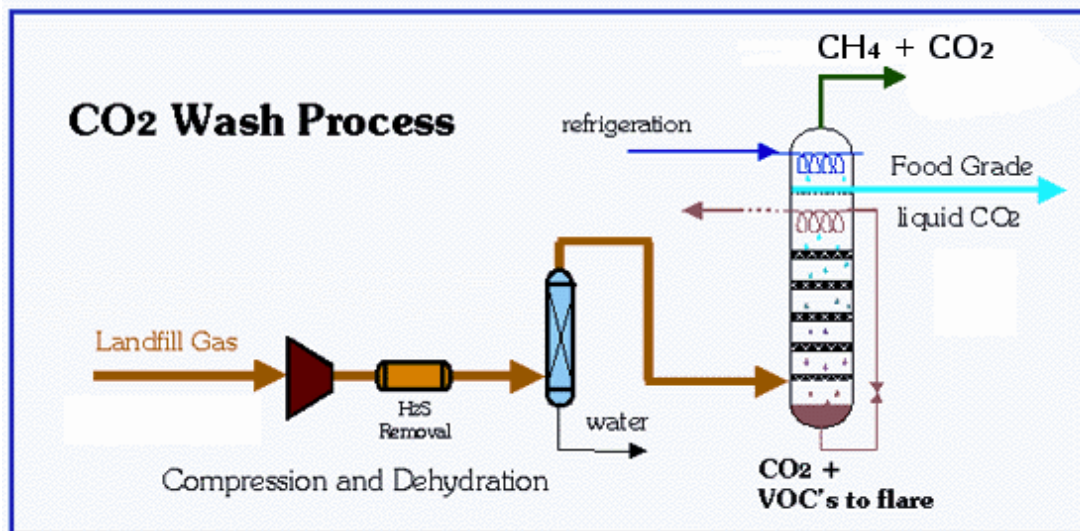 CH4 + CO2
CO2 Wash Process
refrigeration
Food Grade
liquid CO2
Landfill Gas
H2S
Removal
water
Compression and Dehydration
CO2 +
VOC's to flare